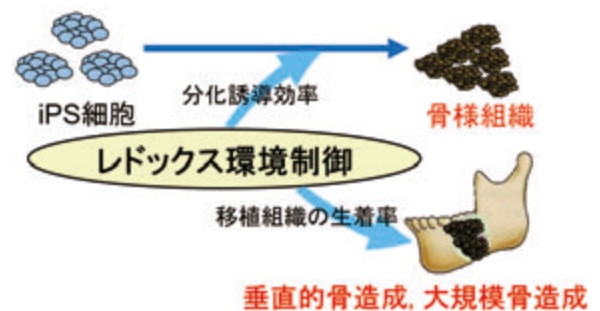 分化誘導効率
iPS細胞
骨様組織
レドックス環境制御
移植組織の生着率
垂直的骨造成, 大規模骨造成